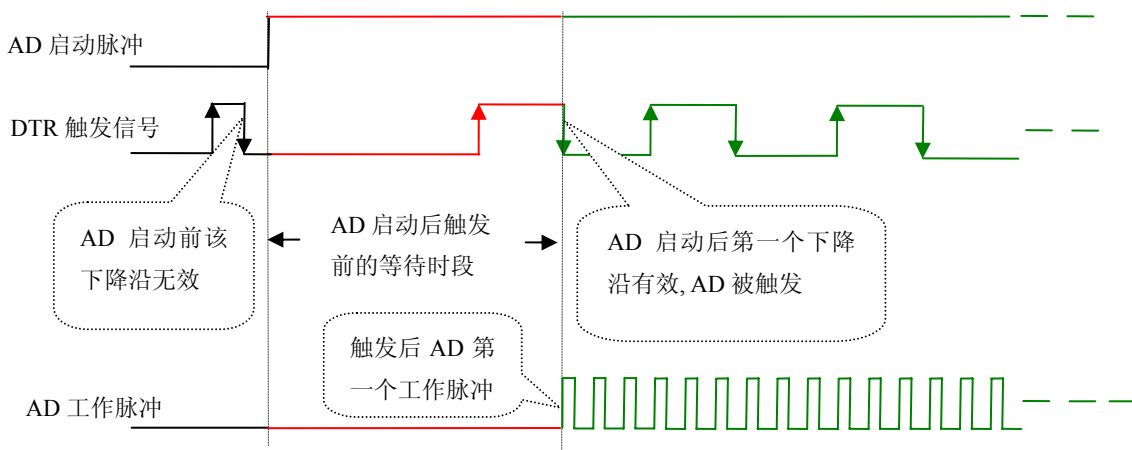 AD 启动脉冲
DTR 触发信号
AD 启动前该
下降沿无效
AD 启动后触发
前的等待时段
AD 启动后第一个下降
沿有效, AD 被触发
触发后 AD 第
一个工作脉冲
AD 工作脉冲